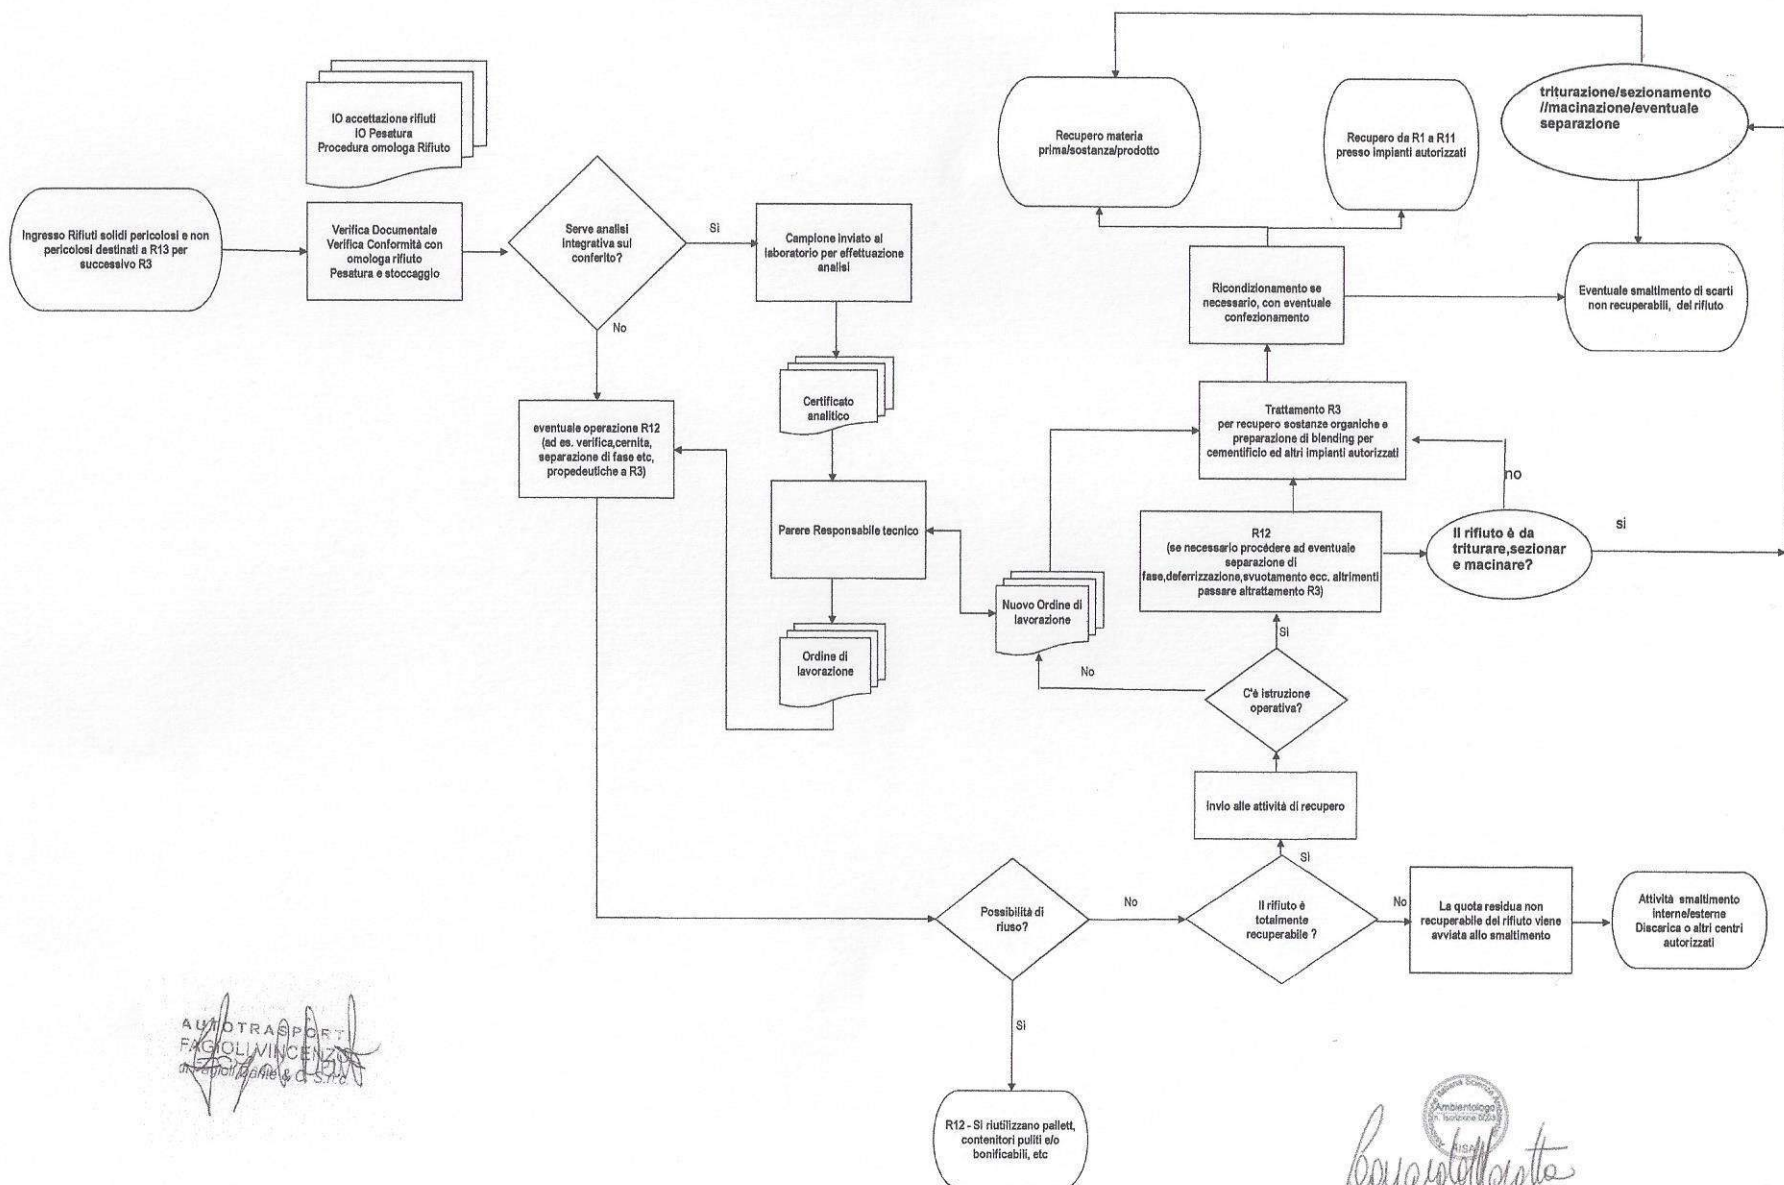 IO accettazione rifiuti
IO Pesatura
Procedura omologa Rifiuto
Ingresso Rifiuti solidi pericolosi e non
pericolosi destinati a R13 per
successivo R3
Verifica Documentale
Verifica Conformità con
omologa rifiuto
Pesatura e stoccaggio
Serve analisi
integrativa sul
conferito?
Sì
No
Campione inviato al
laboratorio per effettuazione
analisi
Certificato
analitico
eventuale operazione R12
(ad es. verifica,cernita,
separazione di fase etc,
propedeutiche a R3)
Parere Responsabile tecnico
Ordine di
lavorazione
Nuovo Ordine di
lavorazione
No
Recupero materia
prima/sostanza/prodotto
Recupero da R1 a R11
presso impianti autorizzati
triturazione/sezionamento
//macinazione/eventuale
separazione
Ricondizionamento se
necessario, con eventuale
confezionamento
Eventuale smaltimento di scarti
non recuperabili, del rifiuto
Trattamento R3
per recupero sostanze organiche e
preparazione di blending per
cementificio ed altri impianti autorizzati
no
R12
(se necessario procédere ad eventuale
separazione di
fase,deferrizzazione,svuotamento ecc. altrimenti
passare altrattamento R3)
Il rifiuto è da
triturare,sezionar
e macinare?
si
Sì
C'è istruzione
operativa?
Invio alle attività di recupero
Sì
Possibilità di
riuso?
No
Il rifiuto è
totalmente
recuperabile ?
No
La quota residua non
recuperabile del rifiuto viene
avviata allo smaltimento
Attività smaltimento
interne/esterne
Discarica o altri centri
autorizzati
Sì
R12 - Si riutilizzano pallett,
contenitori puliti e/o
bonificabili, etc
AUTOTRASPORTI
FAGIOLI VINCENZO
di Fagioli Danile & C. S.n.c.
Ambientologo
AISA